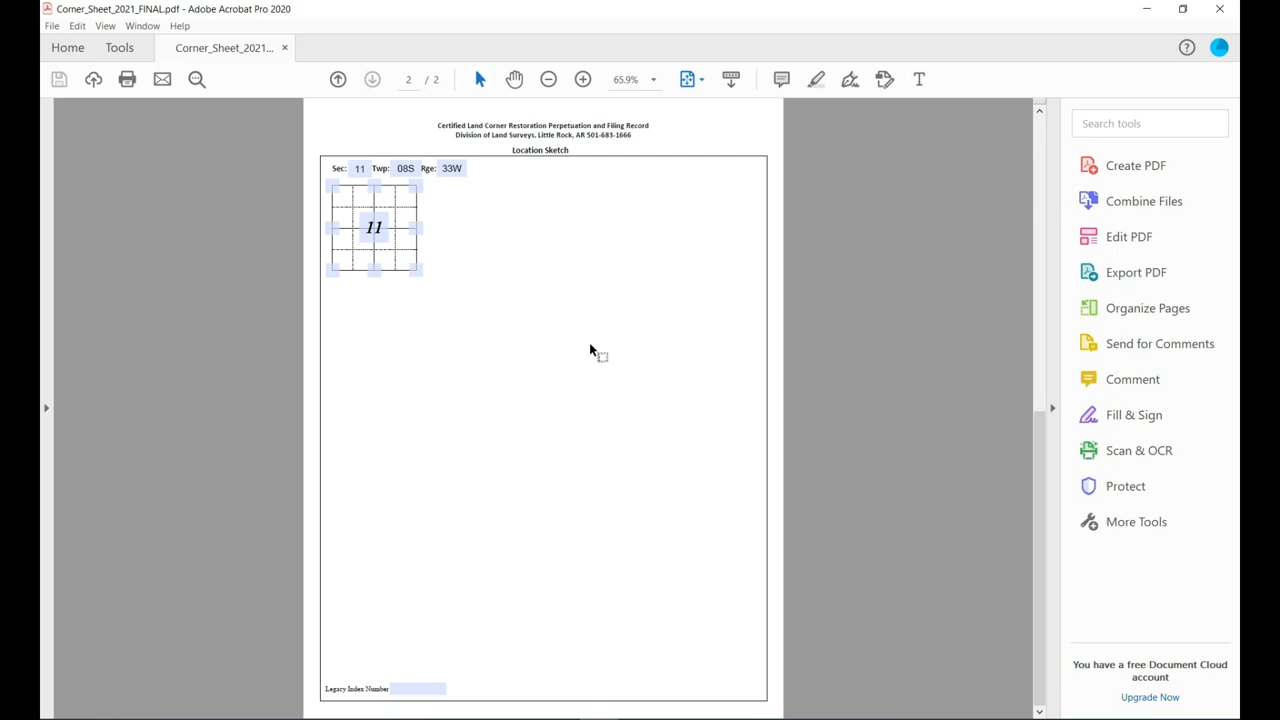 Corner_Sheet_2021_FINAL.pdf - Adobe Acrobat Pro 2020
File Edit View Window Help
Home Tools Corner_Sheet_2021... ×
2 / 2 65.9%
Certified Land Corner Restoration Perpetuation and Filing Record
Division of Land Surveys, Little Rock, AR 501-683-1666
Location Sketch
Sec: 11 Twp: 08S Rge: 33W
11
Legacy Index Number
Search tools
Create PDF
Combine Files
Edit PDF
Export PDF
Organize Pages
Send for Comments
Comment
Fill & Sign
Scan & OCR
Protect
More Tools
You have a free Document Cloud
account
Upgrade Now